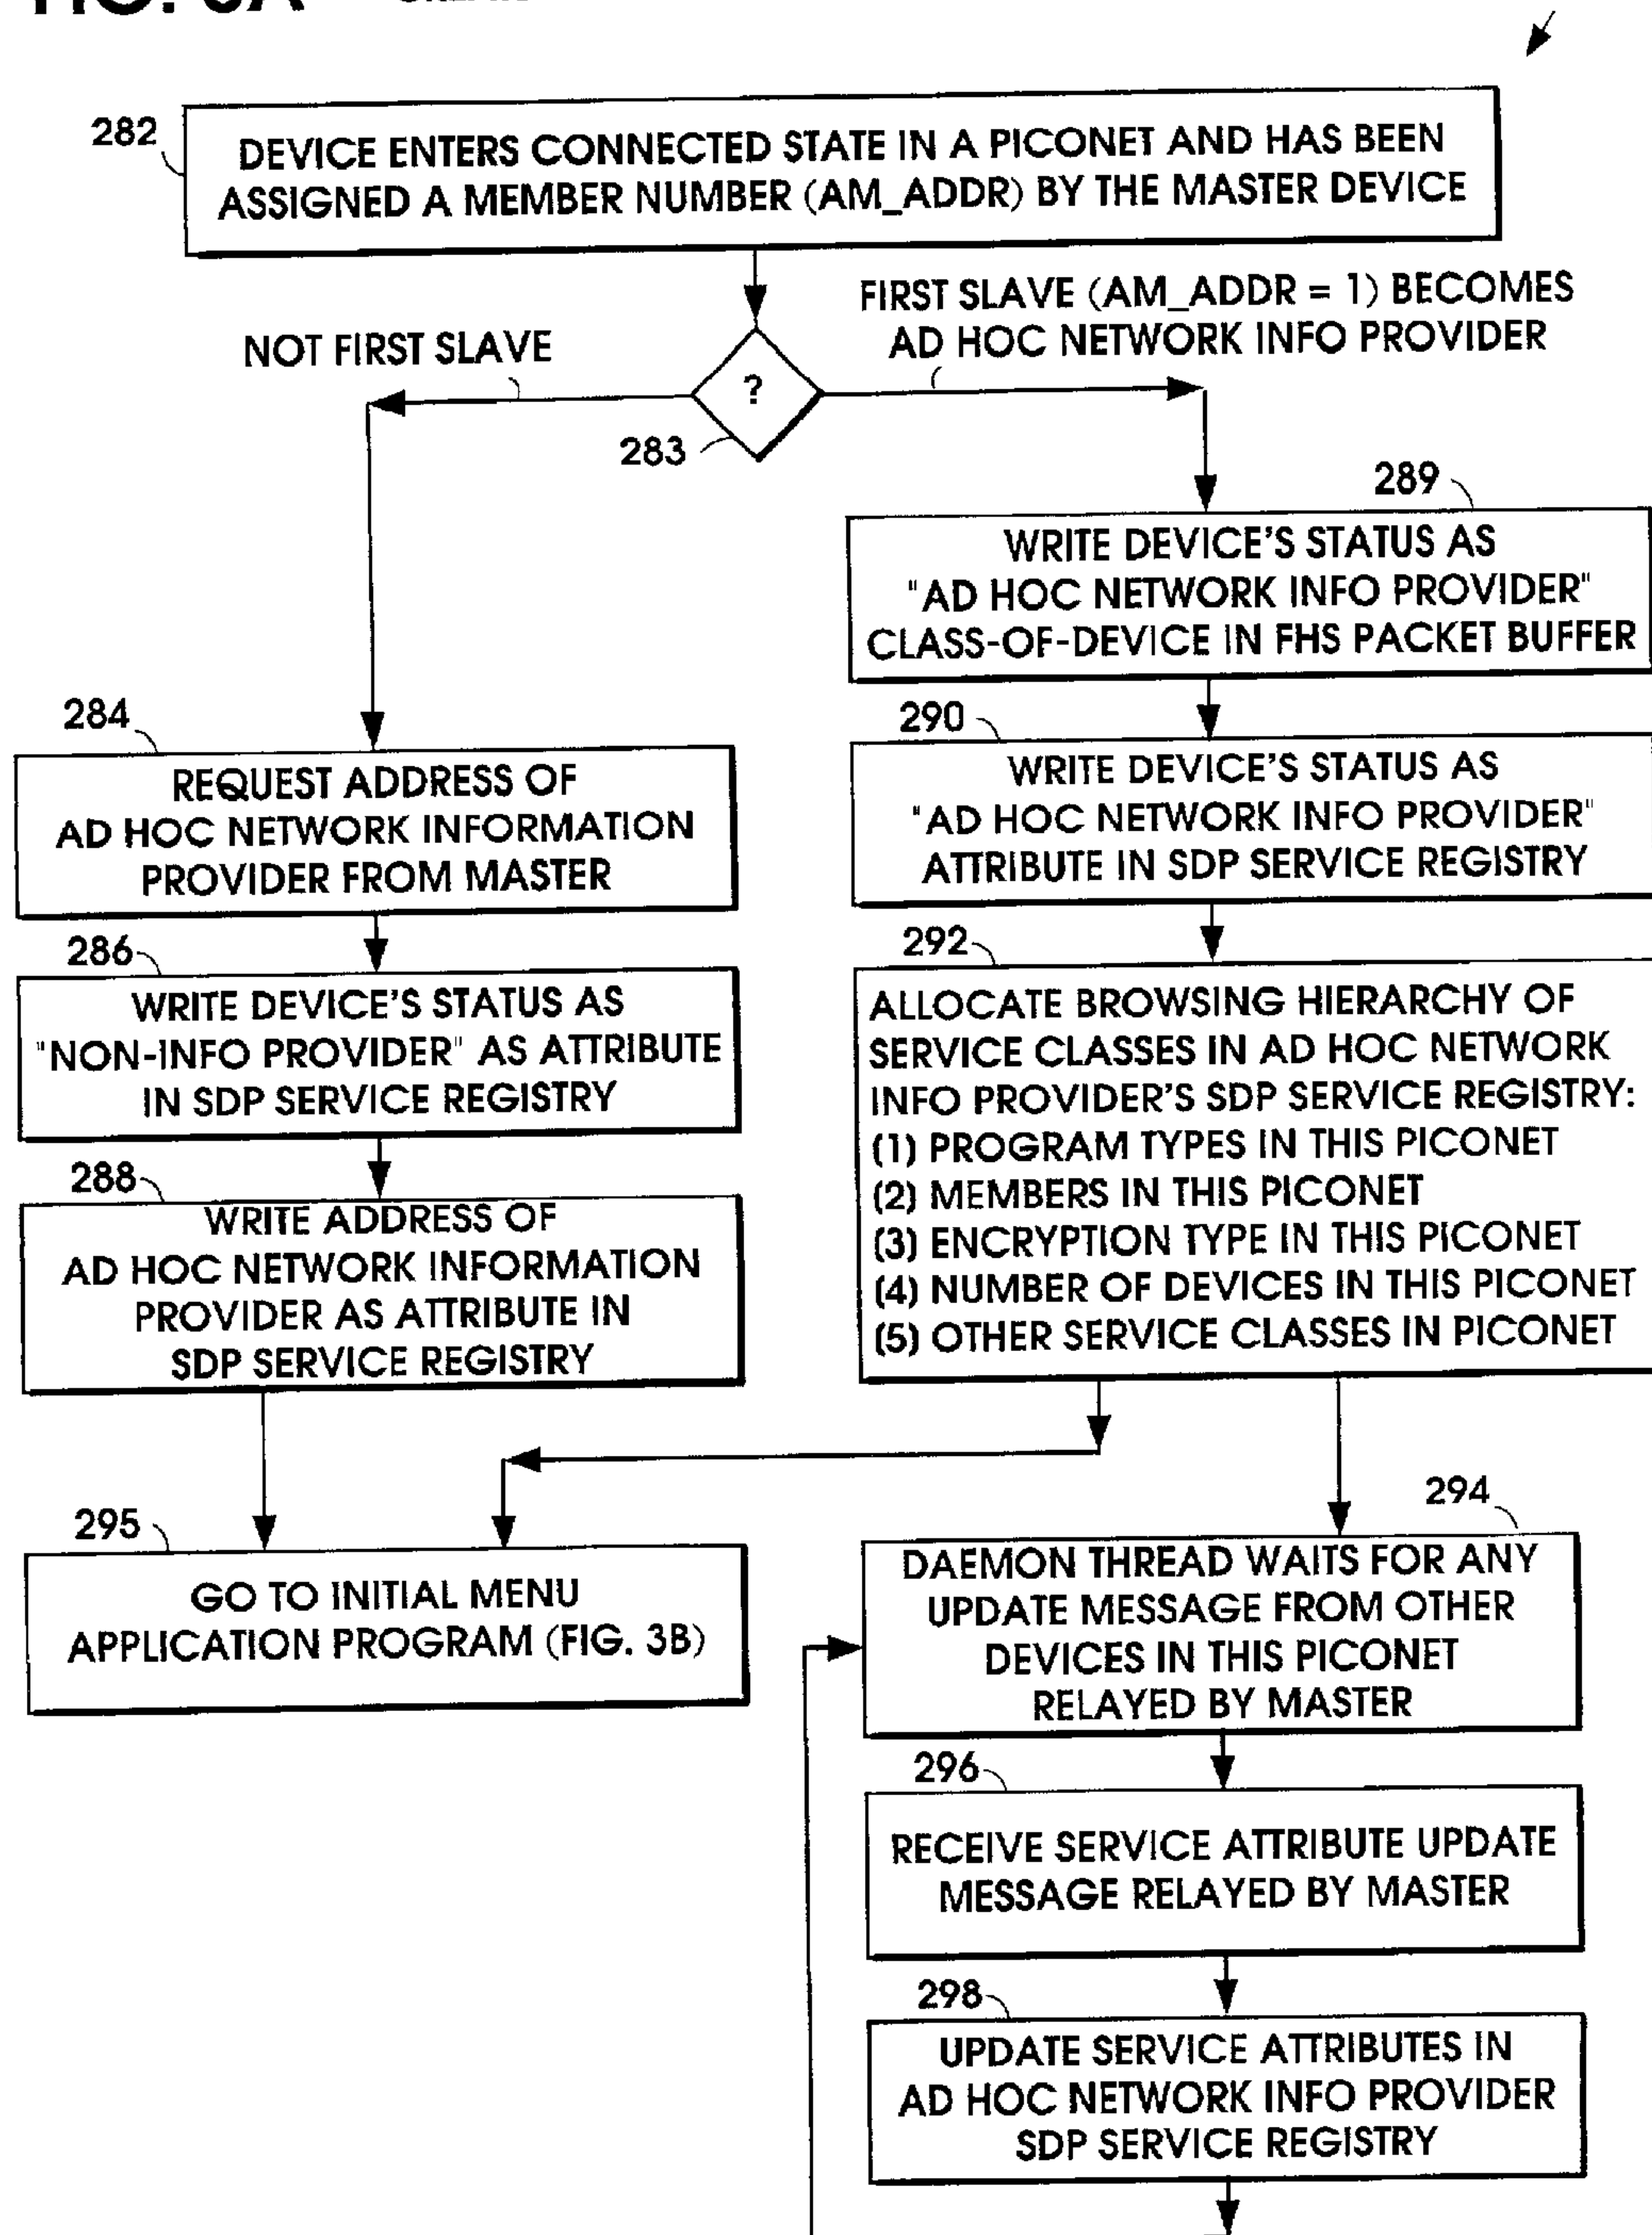 282
DEVICE ENTERS CONNECTED STATE IN A PICONET AND HAS BEEN
ASSIGNED A MEMBER NUMBER (AM_ADDR) BY THE MASTER DEVICE
FIRST SLAVE (AM_ADDR = 1) BECOMES
AD HOC NETWORK INFO PROVIDER
NOT FIRST SLAVE
?
283
289
WRITE DEVICE'S STATUS AS
"AD HOC NETWORK INFO PROVIDER"
CLASS-OF-DEVICE IN FHS PACKET BUFFER
284
REQUEST ADDRESS OF
AD HOC NETWORK INFORMATION
PROVIDER FROM MASTER
290
WRITE DEVICE'S STATUS AS
"AD HOC NETWORK INFO PROVIDER"
ATTRIBUTE IN SDP SERVICE REGISTRY
286
WRITE DEVICE'S STATUS AS
"NON-INFO PROVIDER" AS ATTRIBUTE
IN SDP SERVICE REGISTRY
292
ALLOCATE BROWSING HIERARCHY OF
SERVICE CLASSES IN AD HOC NETWORK
INFO PROVIDER'S SDP SERVICE REGISTRY:
(1) PROGRAM TYPES IN THIS PICONET
(2) MEMBERS IN THIS PICONET
(3) ENCRYPTION TYPE IN THIS PICONET
(4) NUMBER OF DEVICES IN THIS PICONET
(5) OTHER SERVICE CLASSES IN PICONET
288
WRITE ADDRESS OF
AD HOC NETWORK INFORMATION
PROVIDER AS ATTRIBUTE IN
SDP SERVICE REGISTRY
295
GO TO INITIAL MENU
APPLICATION PROGRAM (FIG. 3B)
294
DAEMON THREAD WAITS FOR ANY
UPDATE MESSAGE FROM OTHER
DEVICES IN THIS PICONET
RELAYED BY MASTER
296
RECEIVE SERVICE ATTRIBUTE UPDATE
MESSAGE RELAYED BY MASTER
298
UPDATE SERVICE ATTRIBUTES IN
AD HOC NETWORK INFO PROVIDER
SDP SERVICE REGISTRY